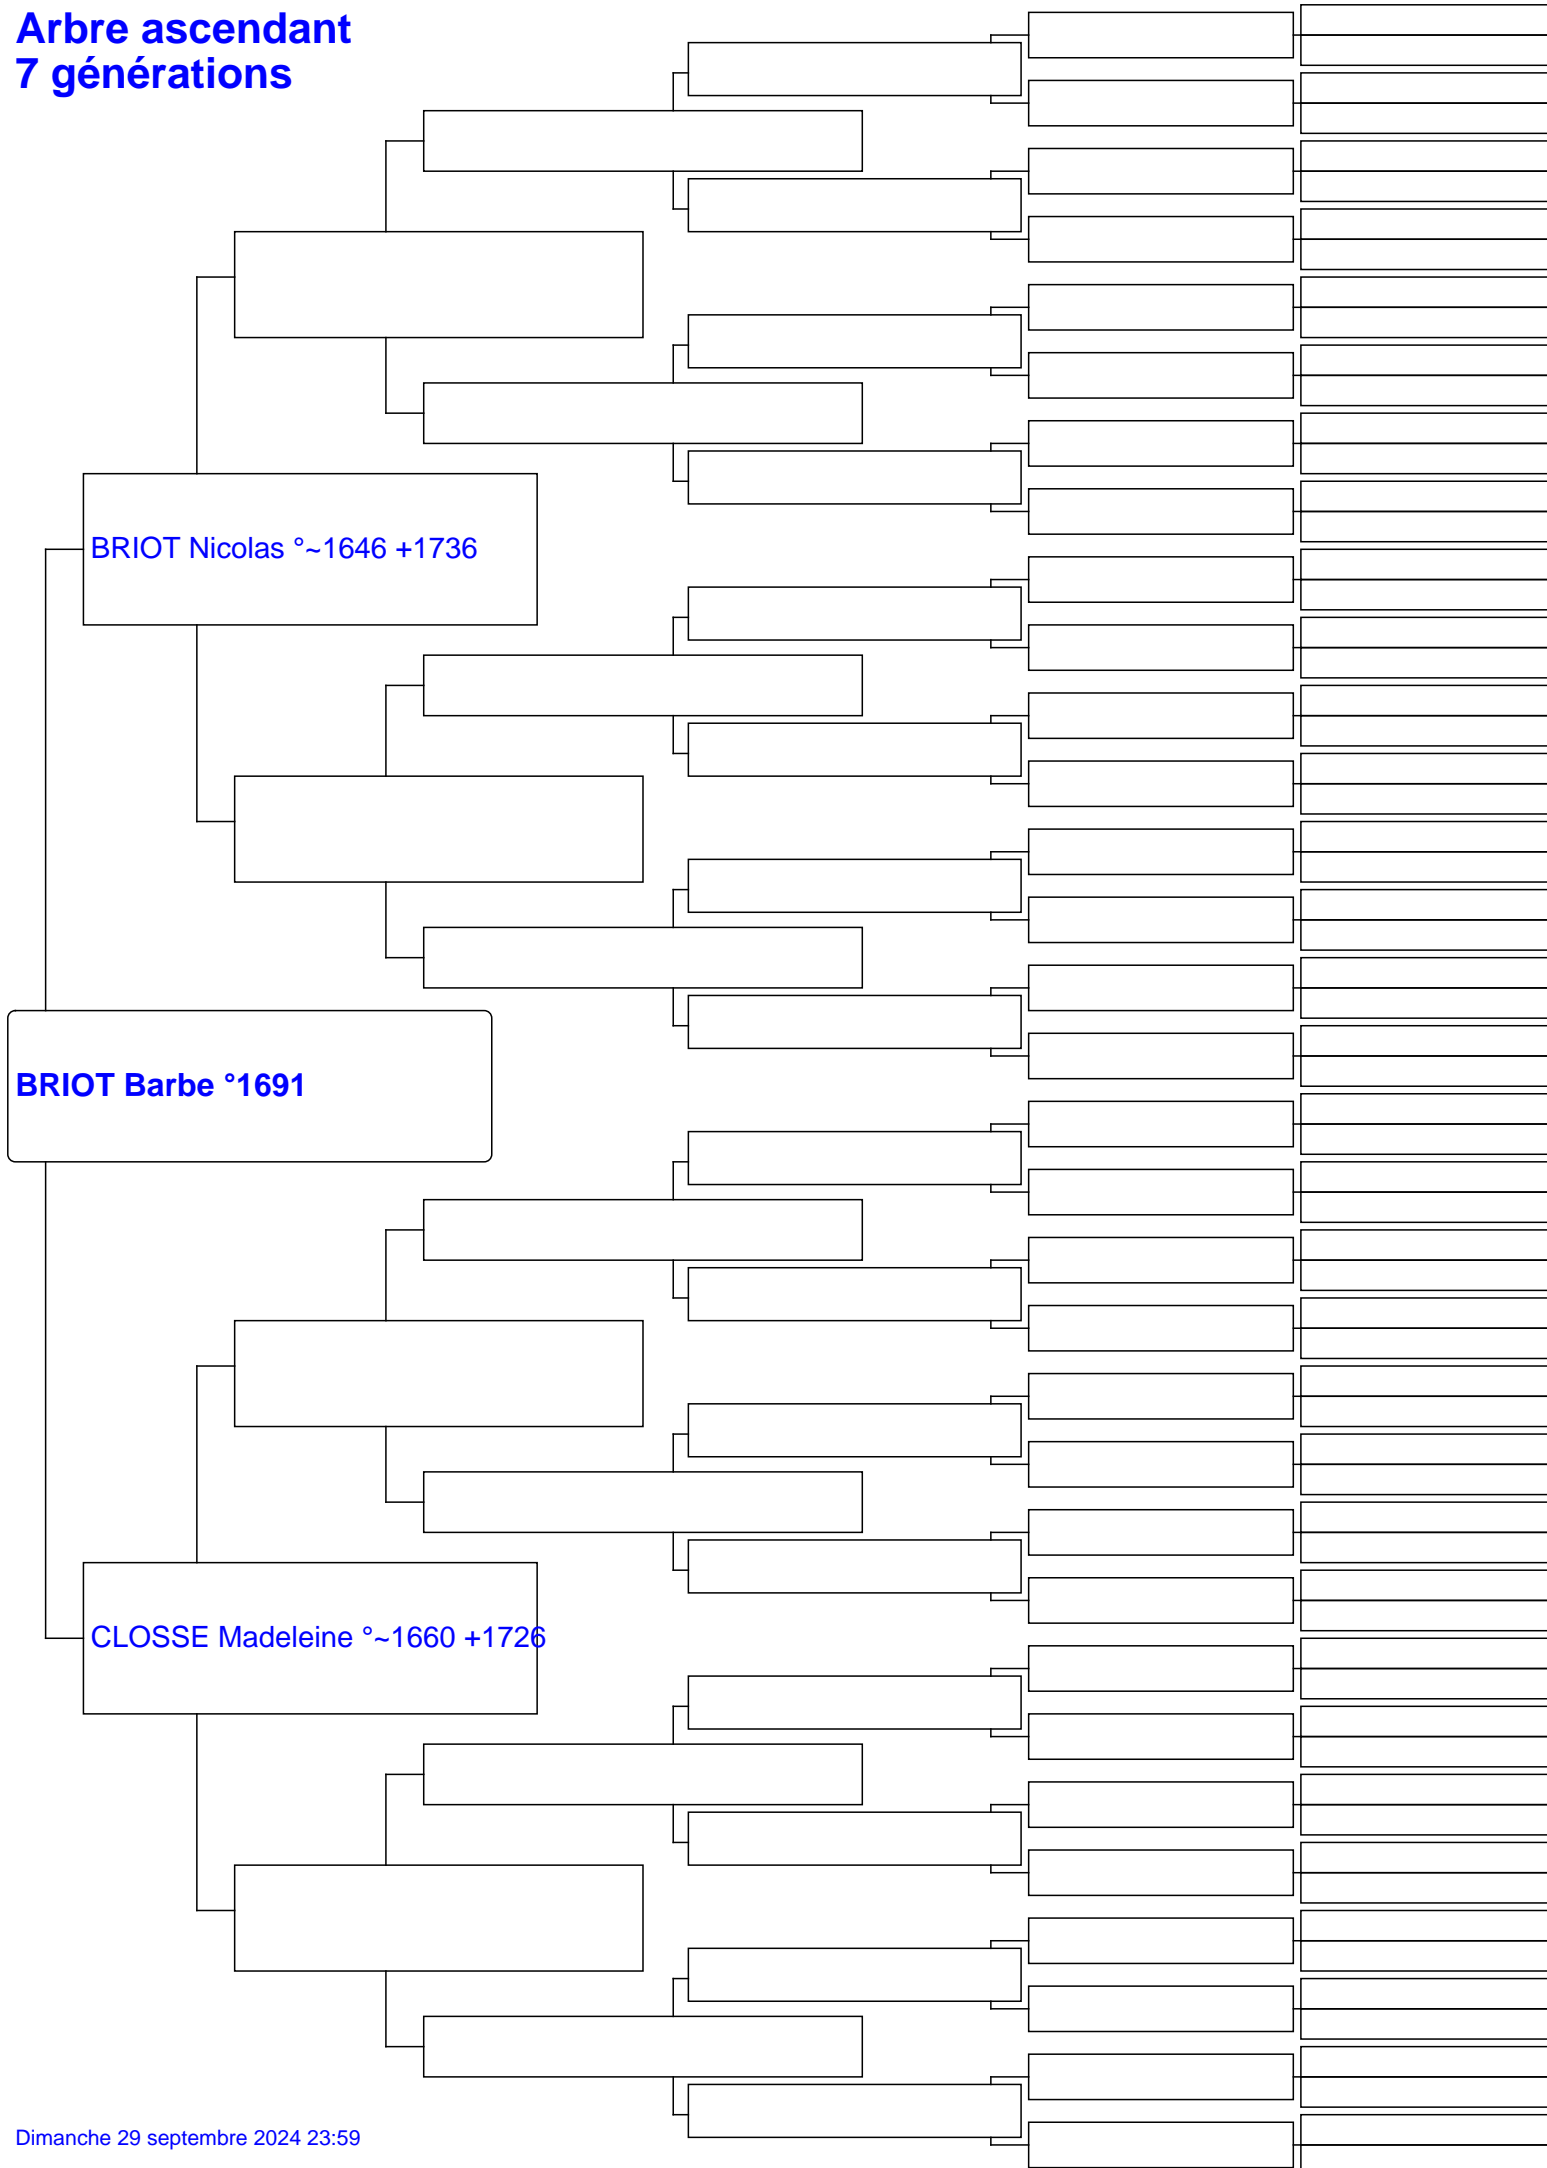 Arbre ascendant
7 générations
BRIOT Nicolas °~1646 +1736
BRIOT Barbe °1691
CLOSSE Madeleine °~1660 +1726
Dimanche 29 septembre 2024 23:59